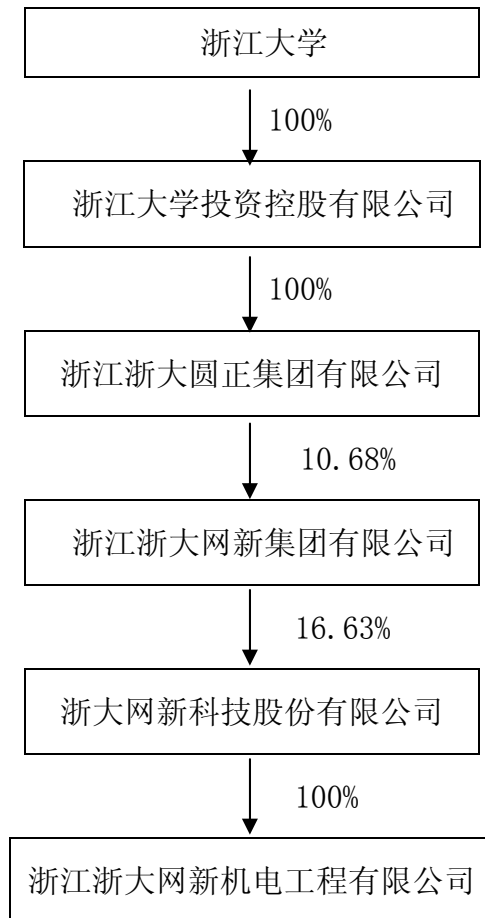 浙江大学
100%
浙江大学投资控股有限公司
100%
浙江浙大圆正集团有限公司
10.68%
浙江浙大网新集团有限公司
16.63%
浙大网新科技股份有限公司
100%
浙江浙大网新机电工程有限公司